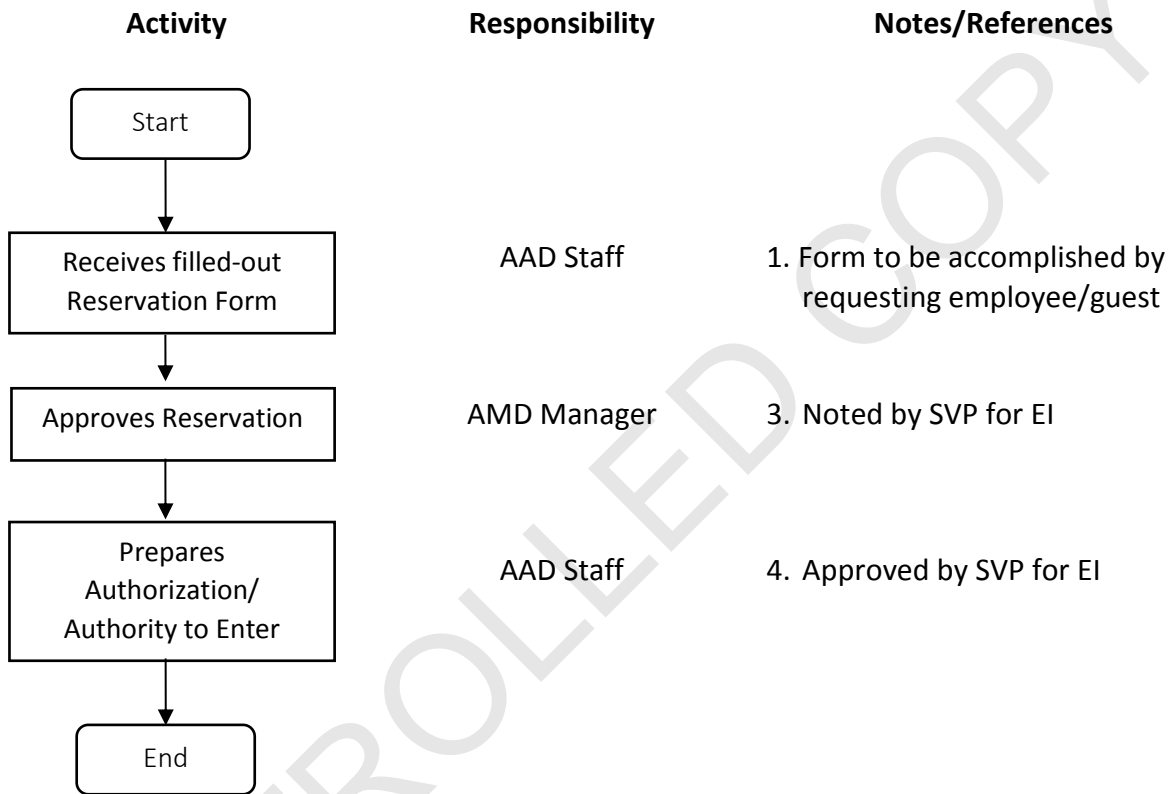 Activity Responsibility Notes/References
Start
Receives filled-out
Reservation Form
AAD Staff
1. Form to be accomplished by
requesting employee/guest
Approves Reservation
AMD Manager
3. Noted by SVP for EI
Prepares
Authorization/
Authority to Enter
AAD Staff
4. Approved by SVP for EI
End
TROLLED COPY